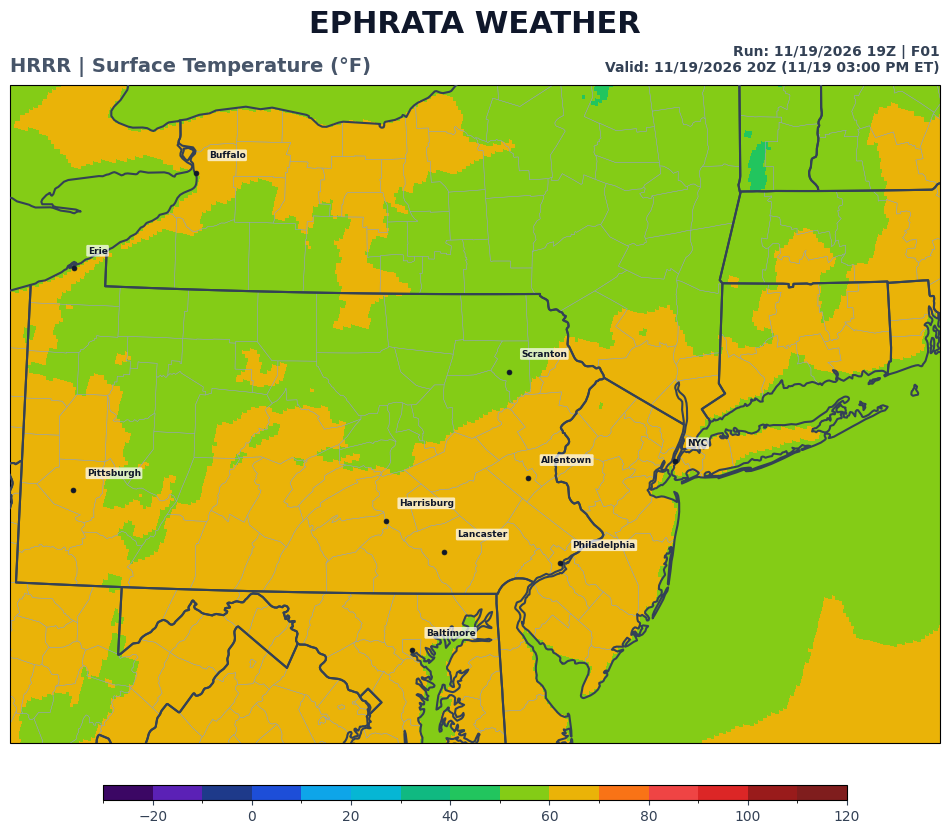 EPHRATA WEATHER
HRRR | Surface Temperature (°F)
Run: 11/19/2026 19Z | F01
Valid: 11/19/2026 20Z (11/19 03:00 PM ET)
Buffalo
Erie
Scranton
NYC
Allentown
Pittsburgh
Harrisburg
Lancaster
Philadelphia
Baltimore
−20 0 20 40 60 80 100 120